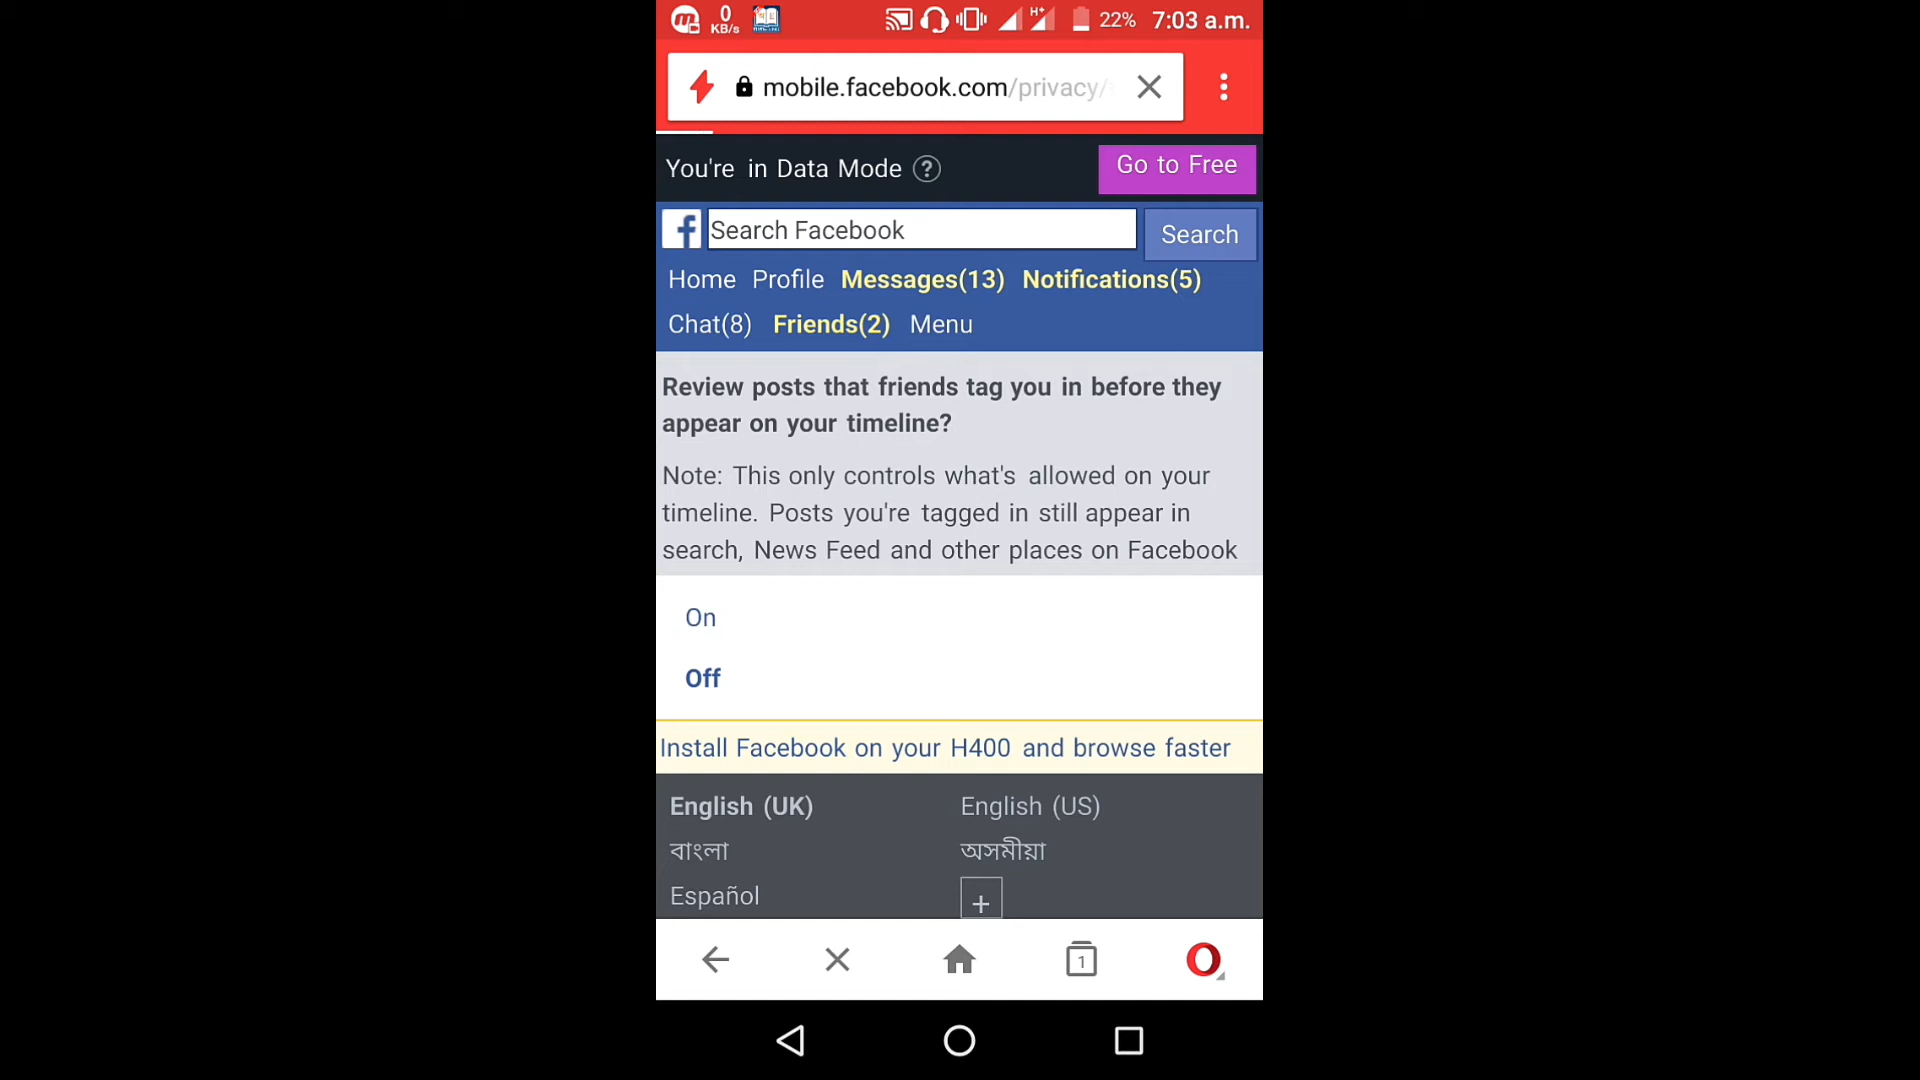 0
KB/s
H+
22%
7:03 a.m.
mobile.facebook.com/privacy/
You're in Data Mode ?
Go to Free
Search Facebook
Search
Home Profile Messages(13) Notifications(5)
Chat(8) Friends(2) Menu
Review posts that friends tag you in before they
appear on your timeline?
Note: This only controls what's allowed on your
timeline. Posts you're tagged in still appear in
search, News Feed and other places on Facebook
On
Off
Install Facebook on your H400 and browse faster
English (UK)
English (US)
বাংলা
অসমীয়া
Español
+
1